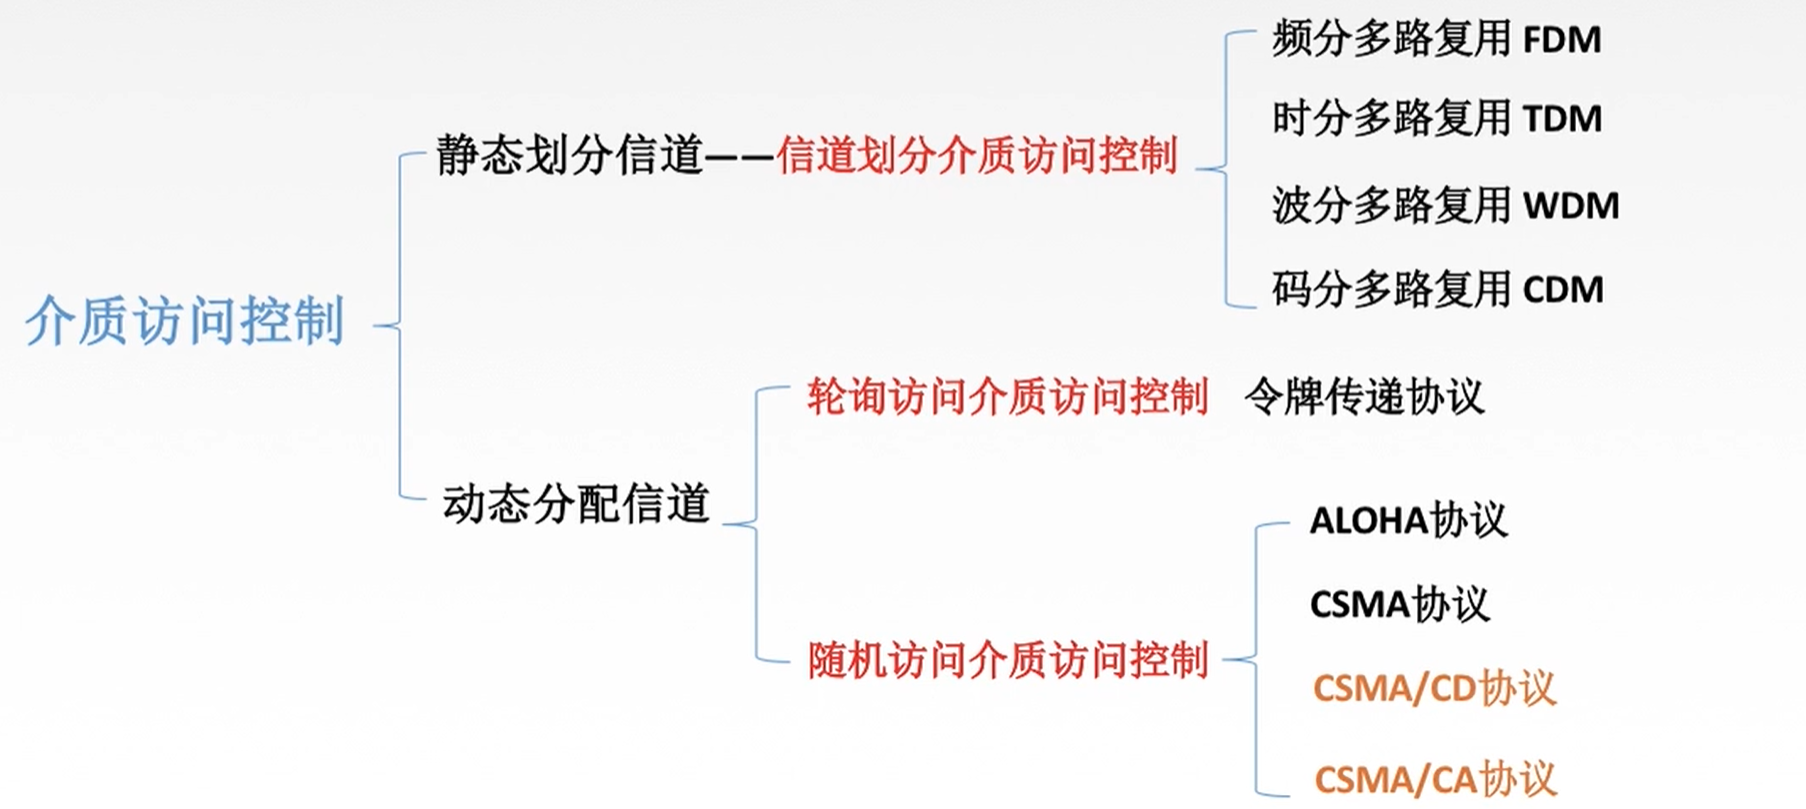 频分多路复用 FDM
时分多路复用 TDM
静态划分信道——信道划分介质访问控制
波分多路复用 WDM
码分多路复用 CDM
介质访问控制
轮询访问介质访问控制 令牌传递协议
动态分配信道
ALOHA协议
CSMA协议
随机访问介质访问控制
CSMA/CD协议
CSMA/CA协议